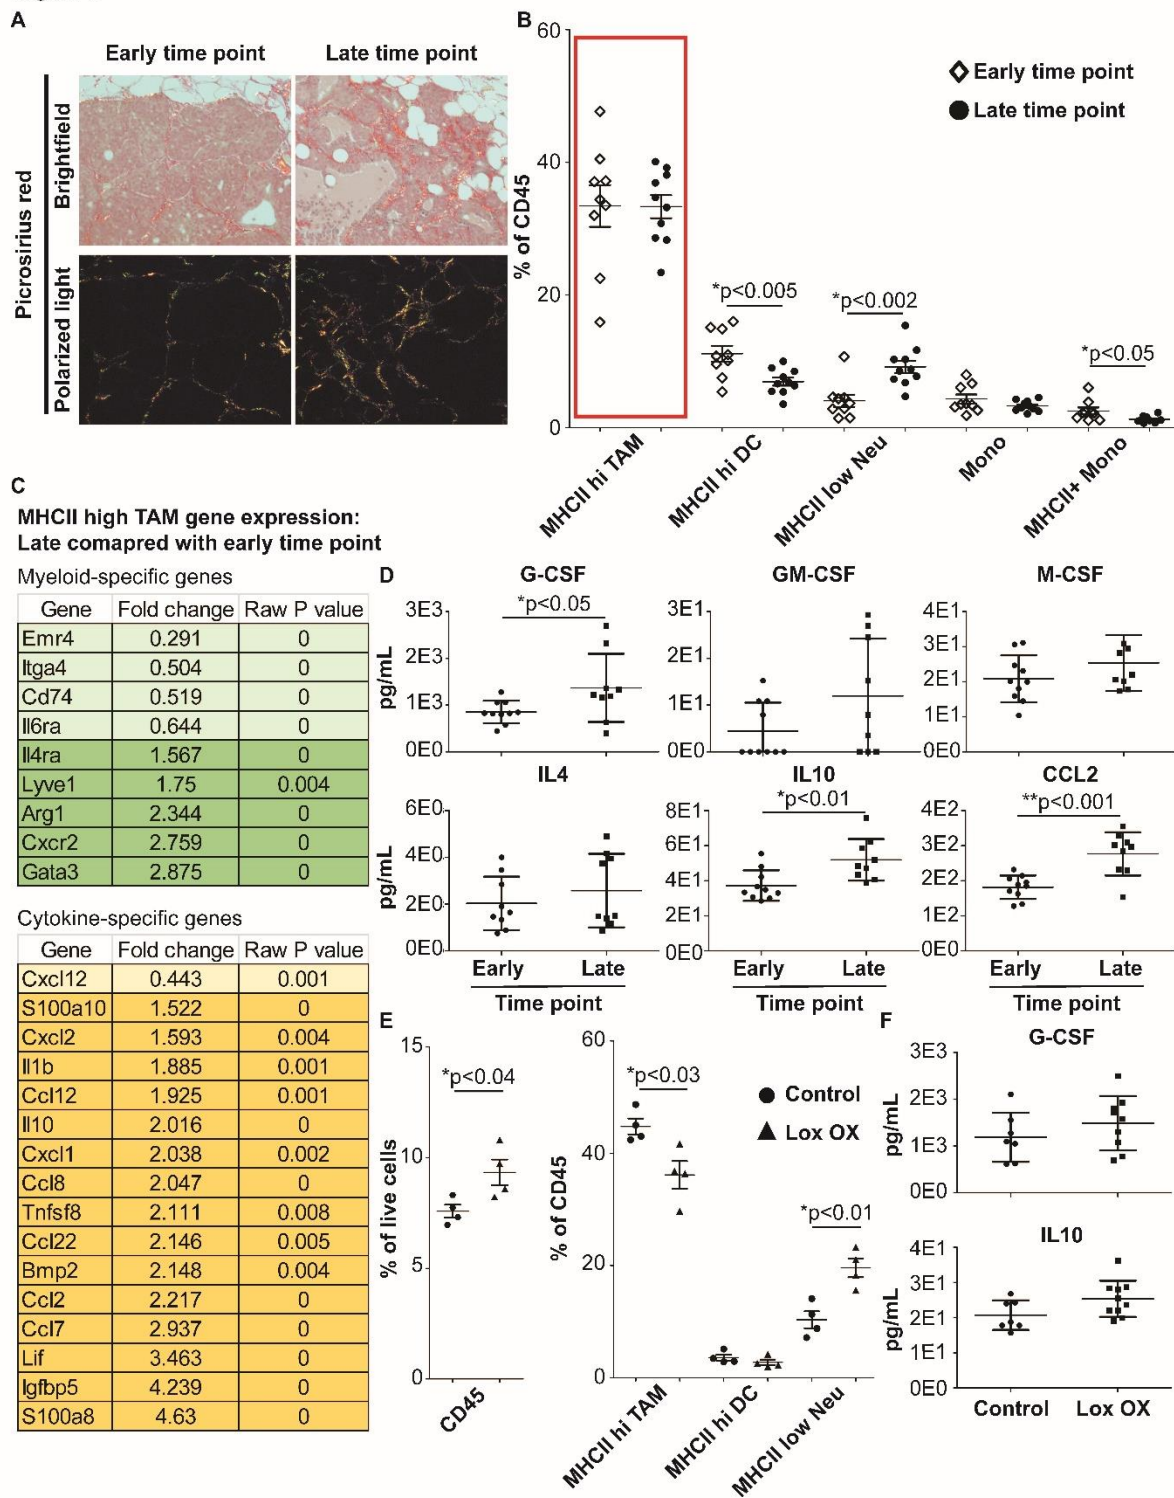 A
Early time point
Late time point
Picrosirius red
Brightfield
Polarized light
B
60
40
20
0
% of CD45
◇ Early time point
● Late time point
*p<0.005
*p<0.002
*p<0.05
MHCII hi TAM
MHCII hi DC
MHCII low Neu
Mono
MHCII+ Mono
C
MHCII high TAM gene expression:
Late comapred with early time point
Myeloid-specific genes
Gene Fold change Raw P value
Emr4 0.291 0
Itga4 0.504 0
Cd74 0.519 0
Il6ra 0.644 0
Il4ra 1.567 0
Lyve1 1.75 0.004
Arg1 2.344 0
Cxcr2 2.759 0
Gata3 2.875 0
Cytokine-specific genes
Gene Fold change Raw P value
Cxcl12 0.443 0.001
S100a10 1.522 0
Cxcl2 1.593 0.004
Il1b 1.885 0.001
Ccl12 1.925 0.001
Il10 2.016 0
Cxcl1 2.038 0.002
Ccl8 2.047 0
Tnfsf8 2.111 0.008
Ccl22 2.146 0.005
Bmp2 2.148 0.004
Ccl2 2.217 0
Ccl7 2.937 0
Lif 3.463 0
Igfbp5 4.239 0
S100a8 4.63 0
D
G-CSF
*p<0.05
3E3
2E3
1E3
0E0
pg/mL
GM-CSF
3E1
2E1
1E1
0E0
M-CSF
4E1
3E1
2E1
1E1
0E0
IL4
6E0
4E0
2E0
0E0
pg/mL
Early Late
Time point
IL10
*p<0.01
8E1
6E1
4E1
2E1
0E0
Early Late
Time point
CCL2
**p<0.001
4E2
3E2
2E2
1E2
0E0
Early Late
Time point
E
15
10
5
0
% of live cells
*p<0.04
CD45
60
40
20
0
% of CD45
*p<0.03
*p<0.01
● Control
▲ Lox OX
MHCII hi TAM
MHCII hi DC
MHCII low Neu
F
G-CSF
3E3
2E3
1E3
0E0
pg/mL
IL10
4E1
3E1
2E1
1E1
0E0
pg/mL
Control Lox OX